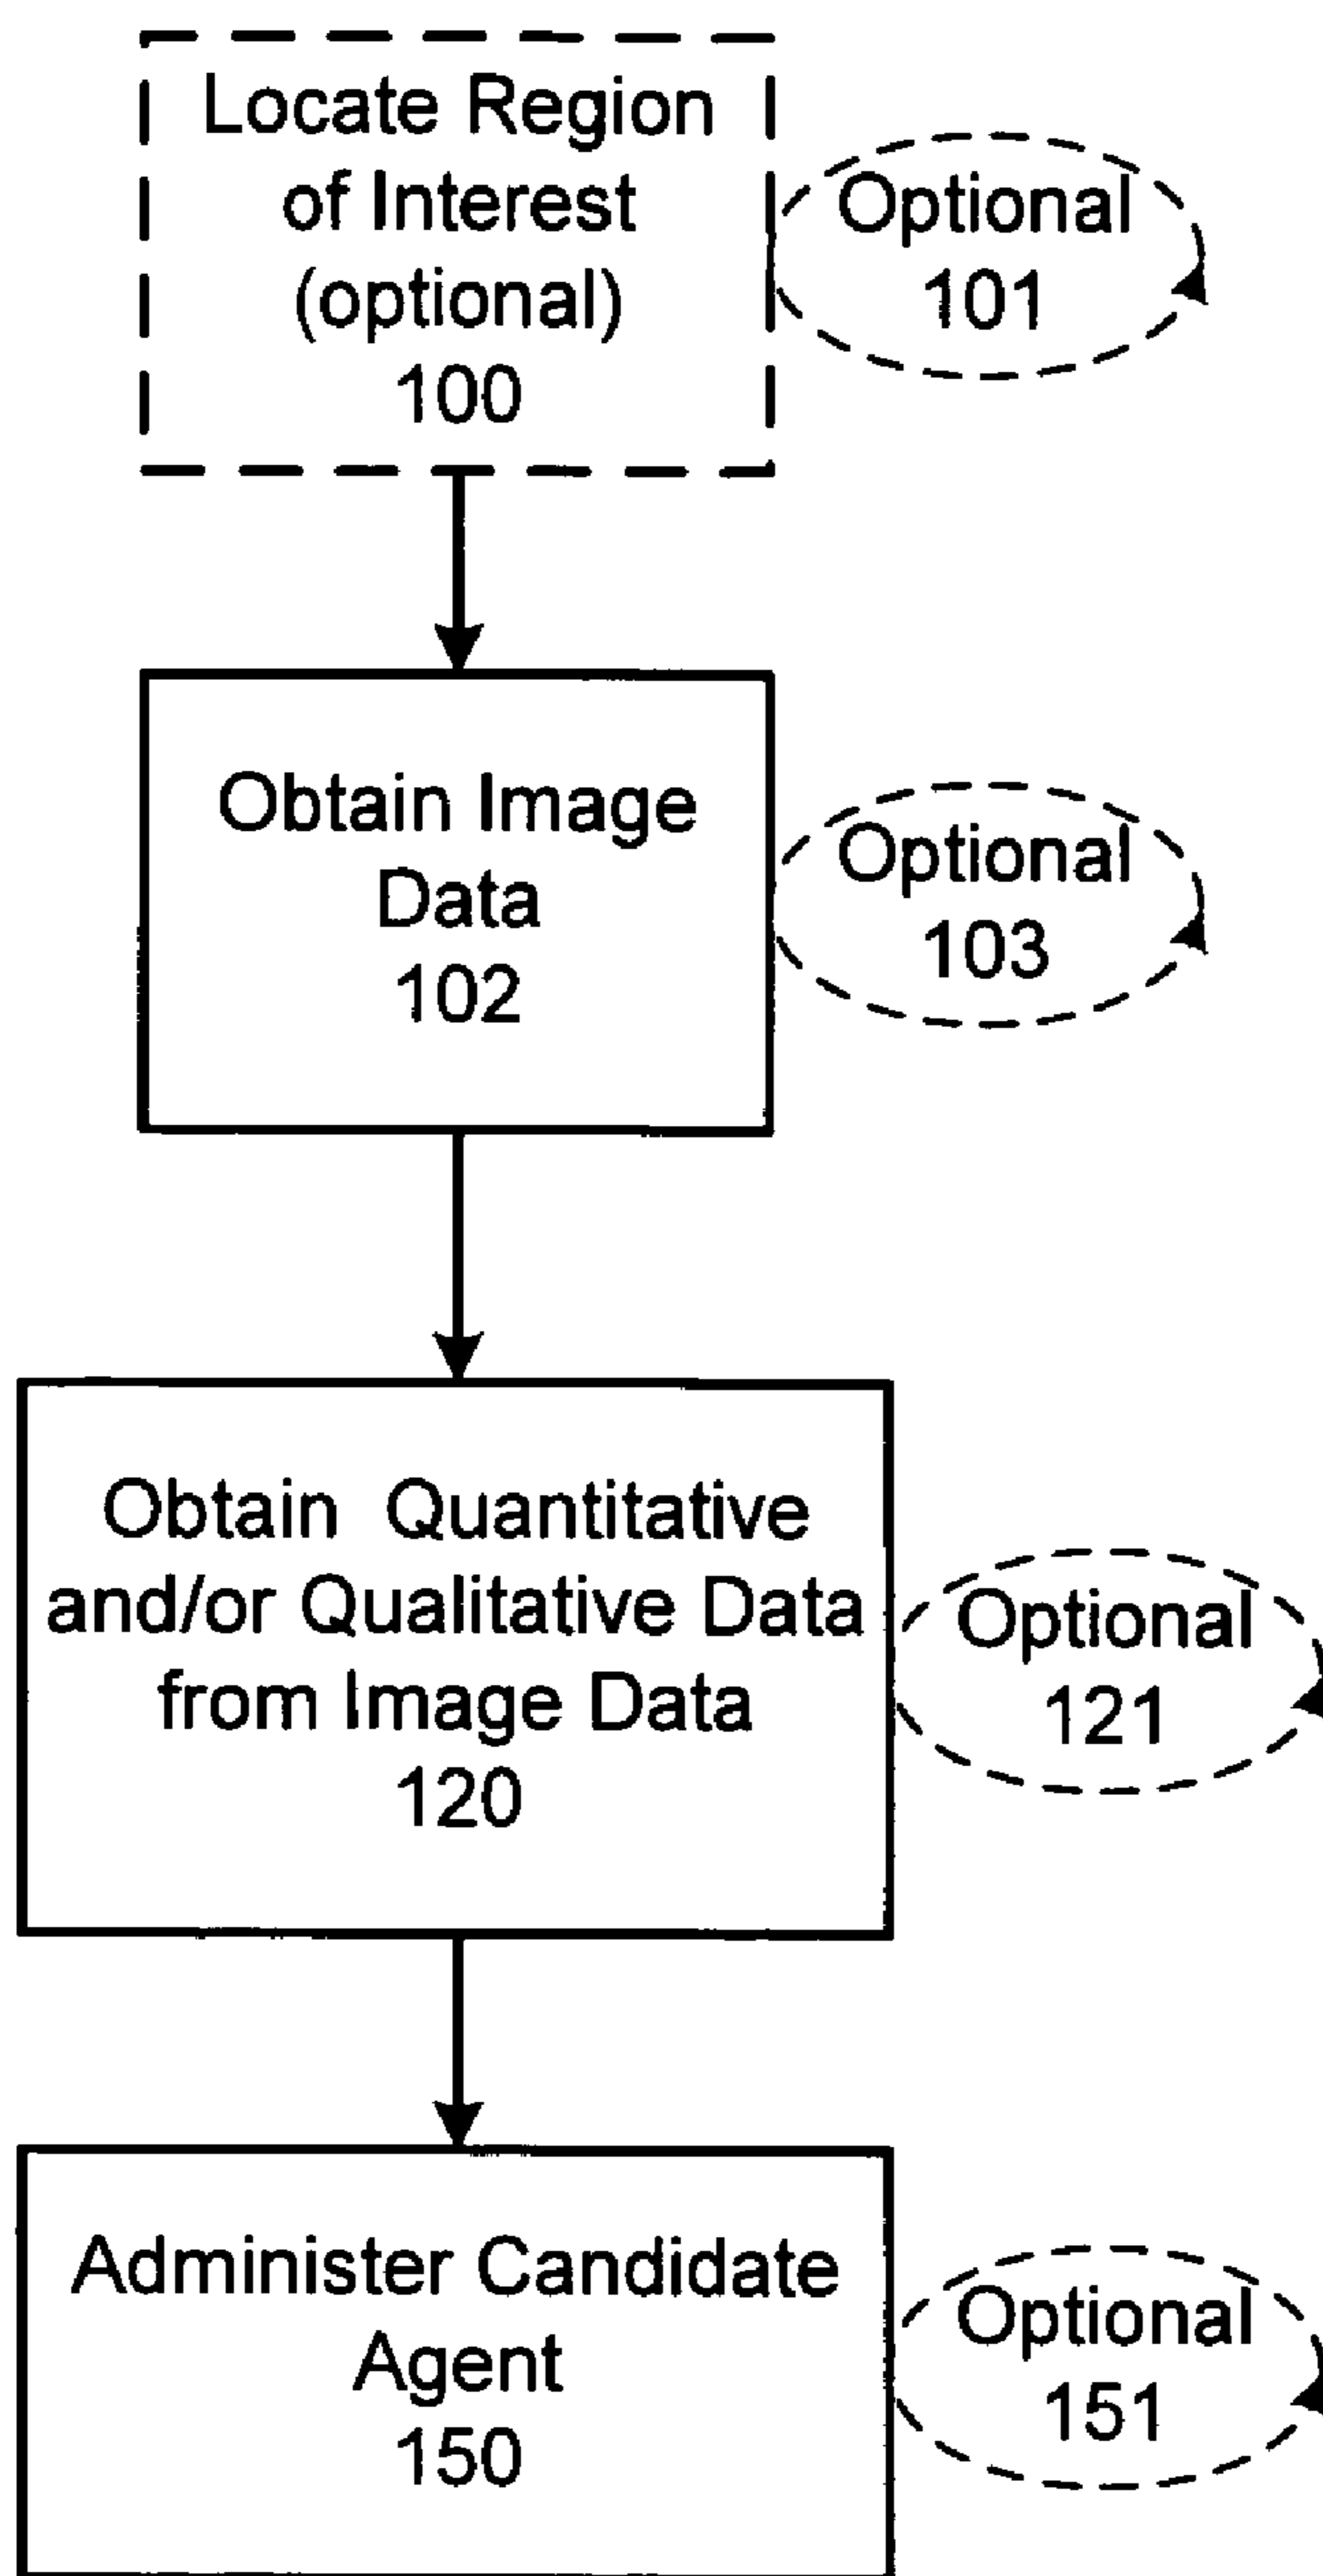 Locate Region
of Interest
(optional)
100
Optional
101
Obtain Image
Data
102
Optional
103
Obtain Quantitative
and/or Qualitative Data
from Image Data
120
Optional
121
Administer Candidate
Agent
150
Optional
151